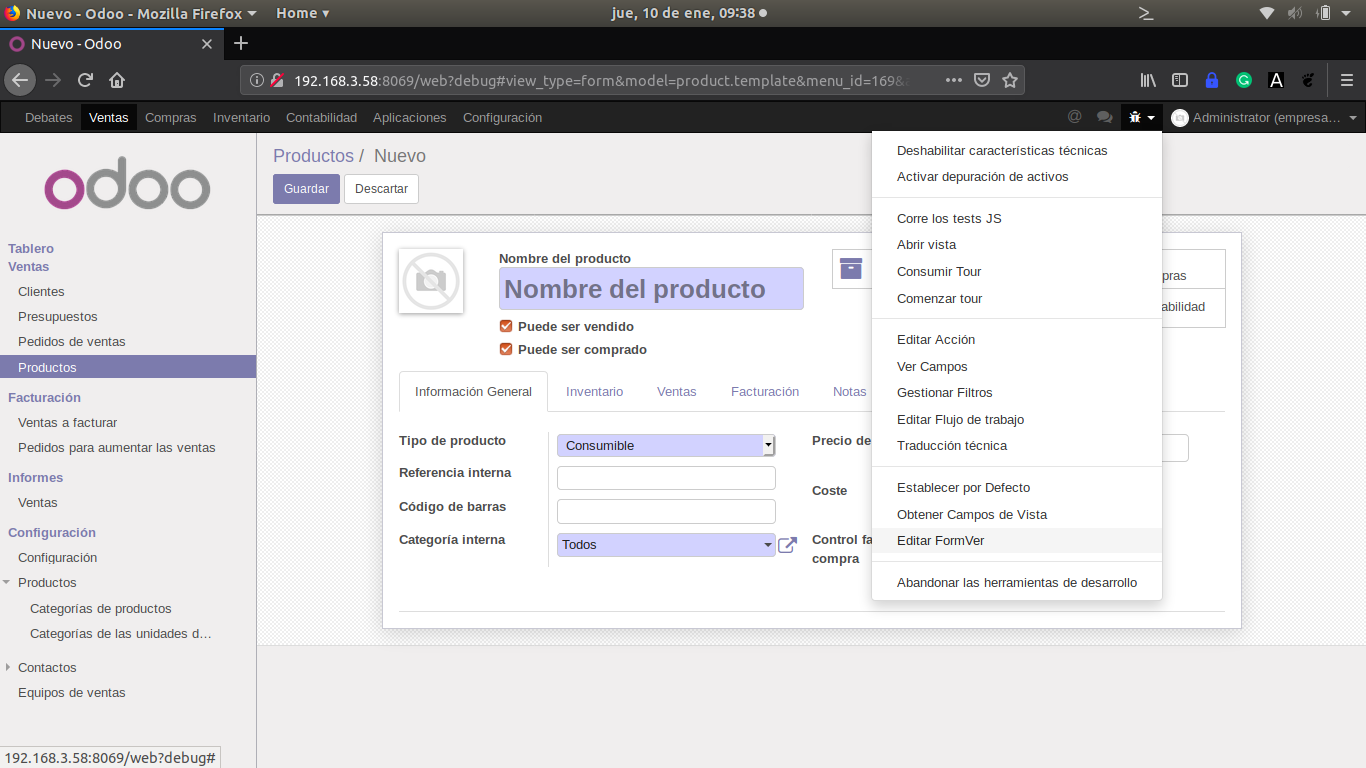 Nuevo - Odoo - Mozilla Firefox
Home
jue, 10 de ene, 09:38
Nuevo - Odoo
192.168.3.58:8069/web?debug#view_type=form&model=product.template&menu_id=169&
Debates
Ventas
Compras
Inventario
Contabilidad
Aplicaciones
Configuración
@
Administrator (empresa…
odoo
Tablero
Ventas
Clientes
Presupuestos
Pedidos de ventas
Productos
Facturación
Ventas a facturar
Pedidos para aumentar las ventas
Informes
Ventas
Configuración
Configuración
Productos
Categorías de productos
Categorías de las unidades d…
Contactos
Equipos de ventas
192.168.3.58:8069/web?debug#
Productos / Nuevo
Guardar
Descartar
Nombre del producto
Nombre del producto
Puede ser vendido
Puede ser comprado
pras
abilidad
Información General
Inventario
Ventas
Facturación
Notas
Tipo de producto
Consumible
Referencia interna
Código de barras
Categoría interna
Todos
Precio de
Coste
Control fa
compra
Deshabilitar características técnicas
Activar depuración de activos
Corre los tests JS
Abrir vista
Consumir Tour
Comenzar tour
Editar Acción
Ver Campos
Gestionar Filtros
Editar Flujo de trabajo
Traducción técnica
Establecer por Defecto
Obtener Campos de Vista
Editar FormVer
Abandonar las herramientas de desarrollo